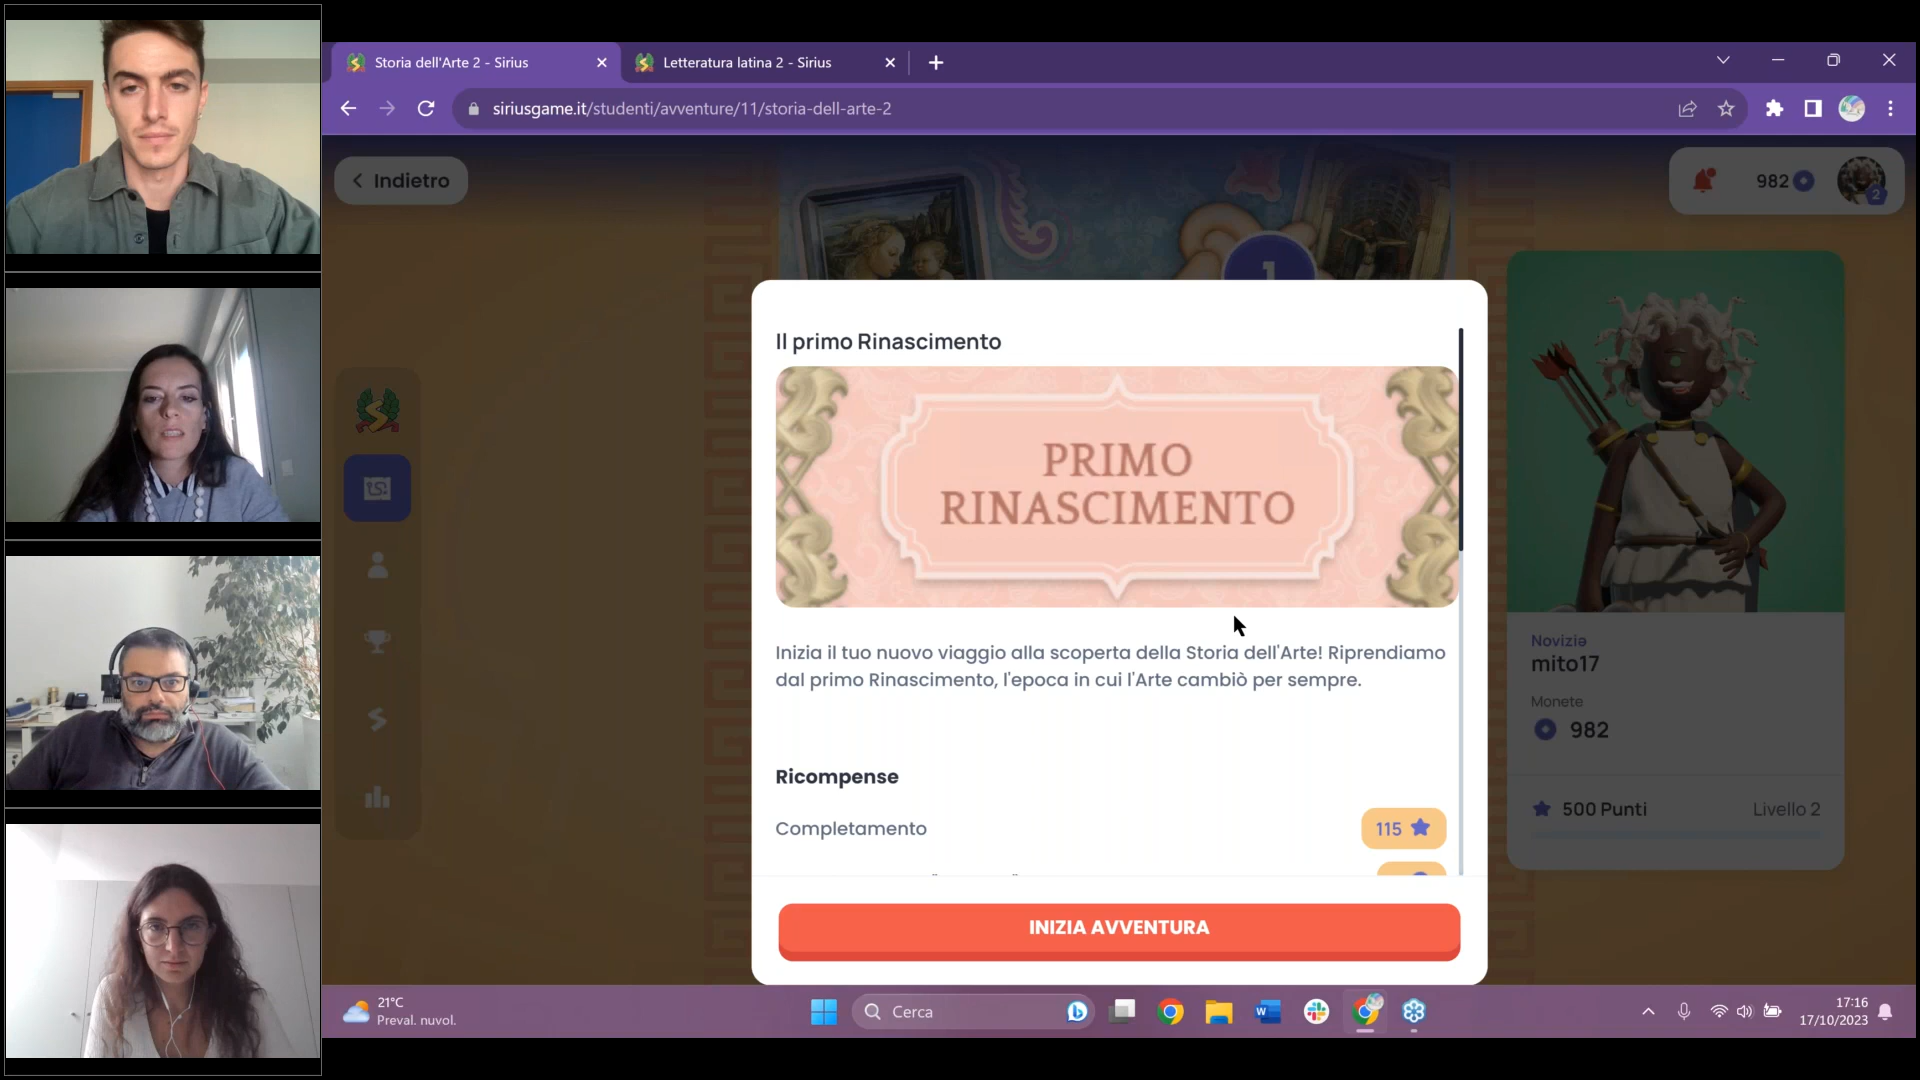 Storia dell'Arte 2 - Sirius
Letteratura latina 2 - Sirius
siriusgame.it/studenti/avventure/11/storia-dell-arte-2
Indietro
982
2
1
Il primo Rinascimento
PRIMO
RINASCIMENTO
Inizia il tuo nuovo viaggio alla scoperta della Storia dell'Arte! Riprendiamo
dal primo Rinascimento, l'epoca in cui l'Arte cambiò per sempre.
Ricompense
Completamento
115
INIZIA AVVENTURA
Noviziə
mito17
Monete
982
500 Punti
Livello 2
21°C
Preval. nuvol.
Cerca
17:16
17/10/2023